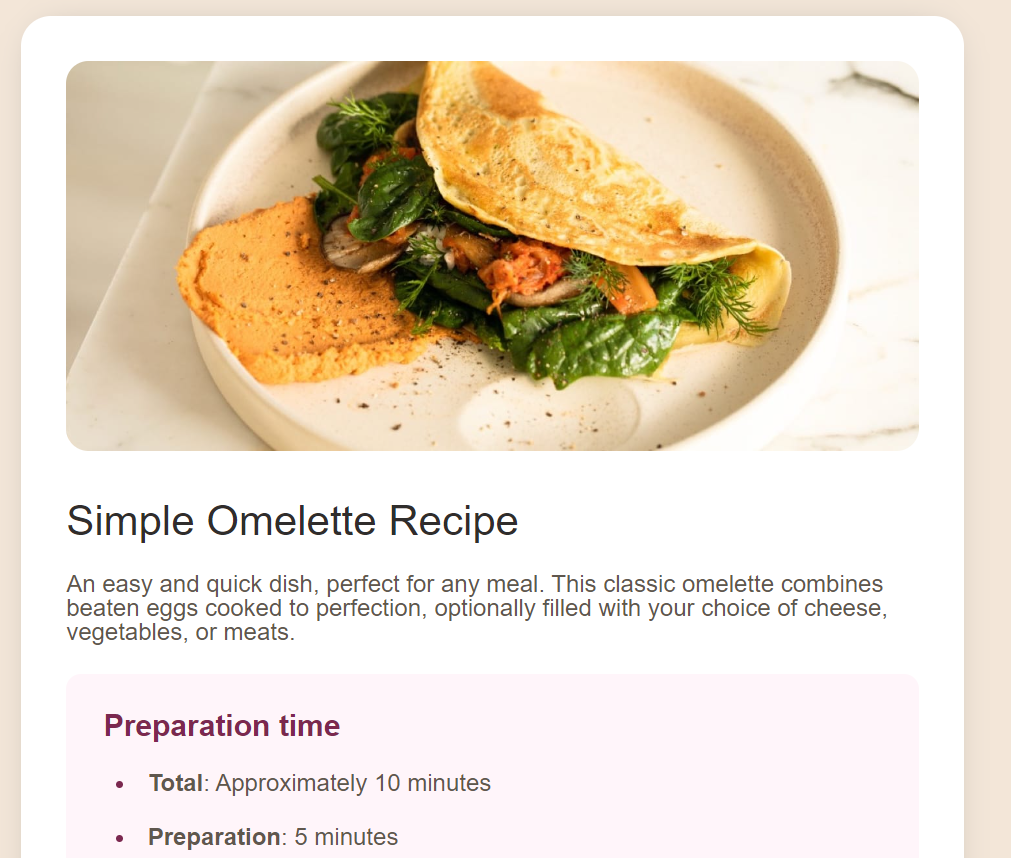 Simple Omelette Recipe
An easy and quick dish, perfect for any meal. This classic omelette combines
beaten eggs cooked to perfection, optionally filled with your choice of cheese,
vegetables, or meats.
Preparation time
• Total: Approximately 10 minutes
• Preparation: 5 minutes